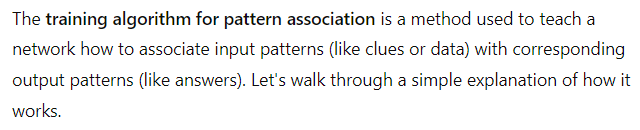 The training algorithm for pattern association is a method used to teach a
network how to associate input patterns (like clues or data) with corresponding
output patterns (like answers). Let's walk through a simple explanation of how it
works.